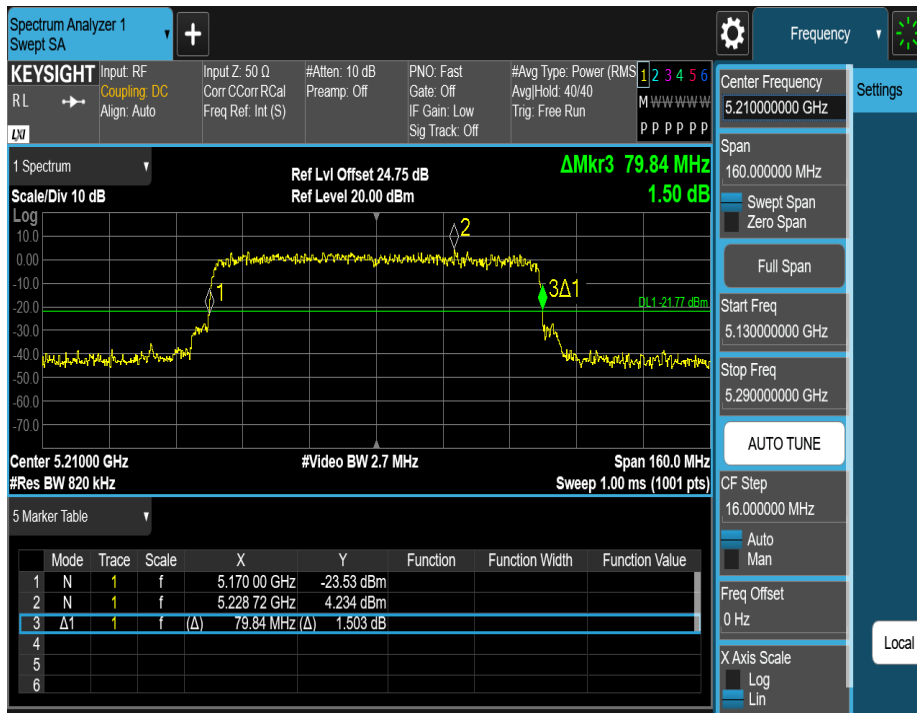 Spectrum Analyzer 1
Swept SA
+
Frequency
KEYSIGHT
RL
LXI
Input: RF
Coupling: DC
Align: Auto
Input Z: 50 Ω
Corr CCorr RCal
Freq Ref: Int (S)
#Atten: 10 dB
Preamp: Off
PNO: Fast
Gate: Off
IF Gain: Low
Sig Track: Off
#Avg Type: Power (RMS
Avg|Hold: 40/40
Trig: Free Run
1 2 3 4 5 6
M W W W W W
P P P P P P
1 Spectrum
Scale/Div 10 dB
Ref Lvl Offset 24.75 dB
Ref Level 20.00 dBm
ΔMkr3 79.84 MHz
1.50 dB
Log
10.0
0.00
-10.0
-20.0
-30.0
-40.0
-50.0
-60.0
-70.0
1
2
3Δ1
DL1 -21.77 dBm
Center 5.21000 GHz
#Video BW 2.7 MHz
Span 160.0 MHz
#Res BW 820 kHz
Sweep 1.00 ms (1001 pts)
5 Marker Table
Mode Trace Scale X Y Function Function Width Function Value
1 N 1 f 5.170 00 GHz -23.53 dBm
2 N 1 f 5.228 72 GHz 4.234 dBm
3 Δ1 1 f (Δ) 79.84 MHz (Δ) 1.503 dB
4
5
6
Center Frequency
5.210000000 GHz
Span
160.000000 MHz
Swept Span
Zero Span
Full Span
Start Freq
5.130000000 GHz
Stop Freq
5.290000000 GHz
AUTO TUNE
CF Step
16.000000 MHz
Auto
Man
Freq Offset
0 Hz
X Axis Scale
Log
Lin
Settings
Local